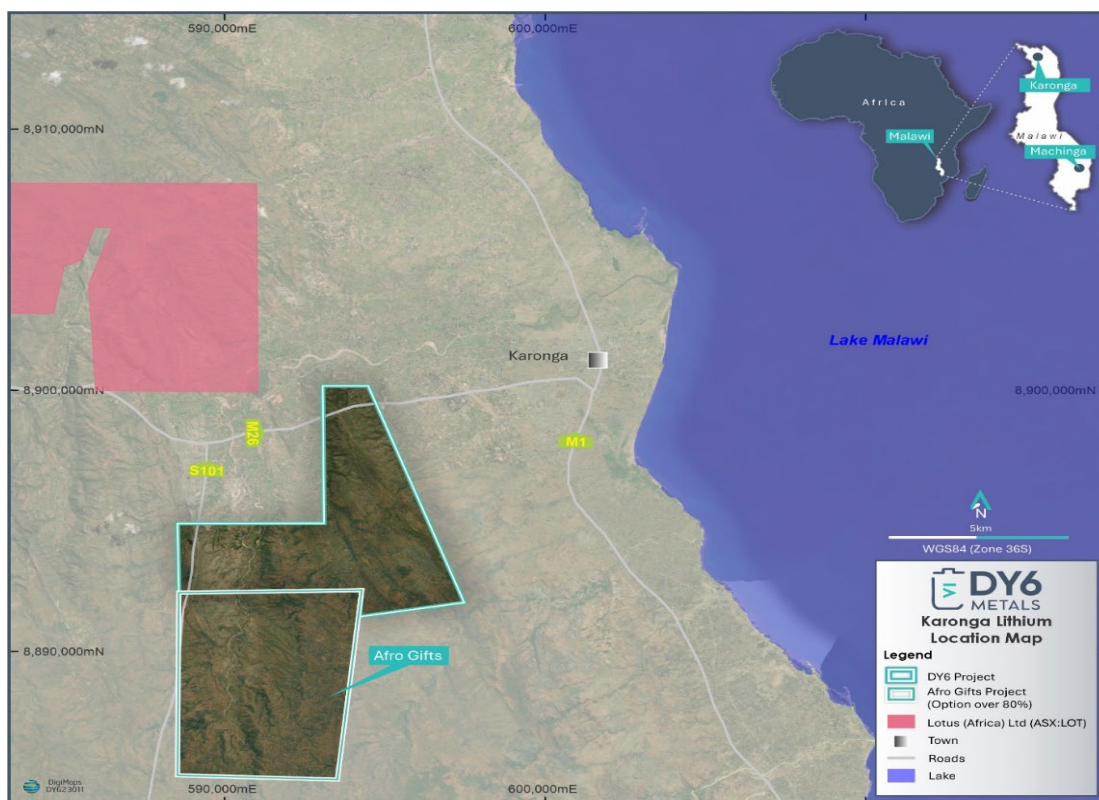 590,000mE
600,000mE
8,910,000mN
Africa
Malawi
Karonga
Malawi
Machinga
Lake Malawi
Karonga
8,900,000mN
8,900,000mN
M26
M1
S101
N
5km
WGS84 (Zone 36S)
8,890,000mN
Afro Gifts
DY6
METALS
Karonga Lithium
Location Map
Legend
DY6 Project
Afro Gifts Project
(Option over 80%)
Lotus (Africa) Ltd (ASX:LOT)
Town
Roads
Lake
DigiMaps
DY623011
590,000mE
600,000mE